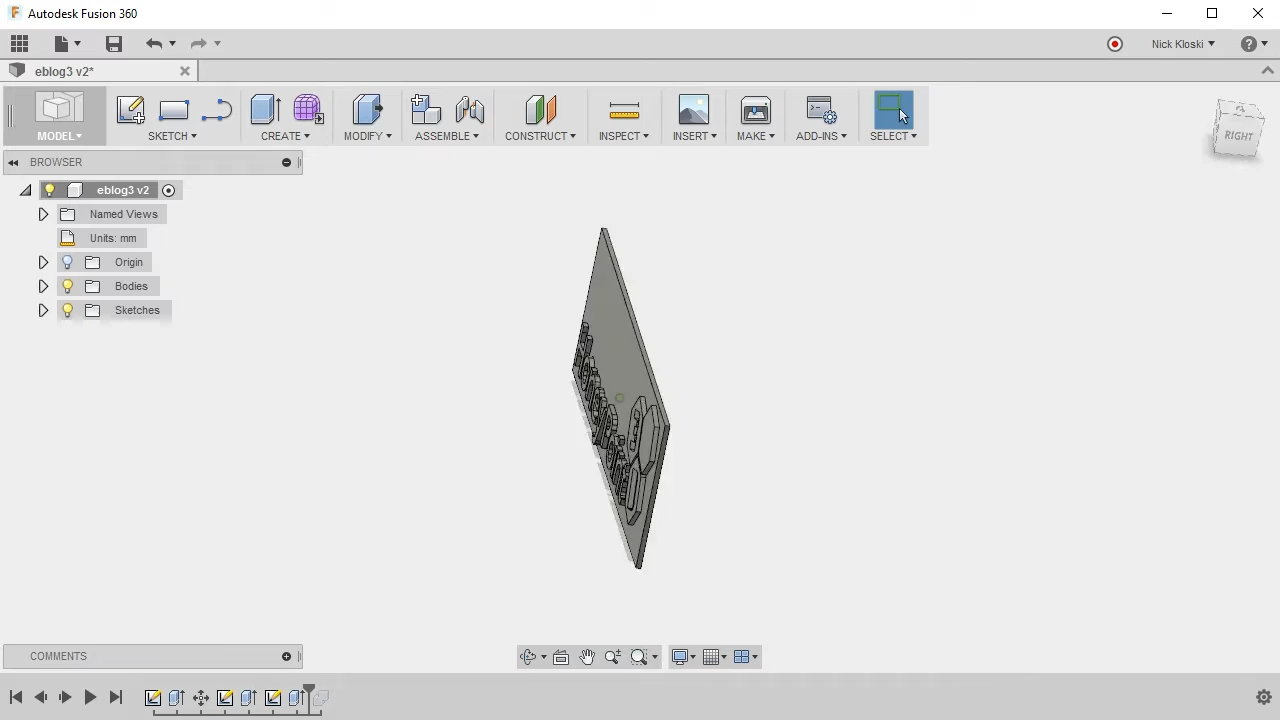 Autodesk Fusion 360
Nick Kloski
eblog3 v2*
MODEL
SKETCH
CREATE
MODIFY
ASSEMBLE
CONSTRUCT
INSPECT
INSERT
MAKE
ADD-INS
SELECT
RIGHT
BROWSER
eblog3 v2
Named Views
Units: mm
Origin
Bodies
Sketches
COMMENTS